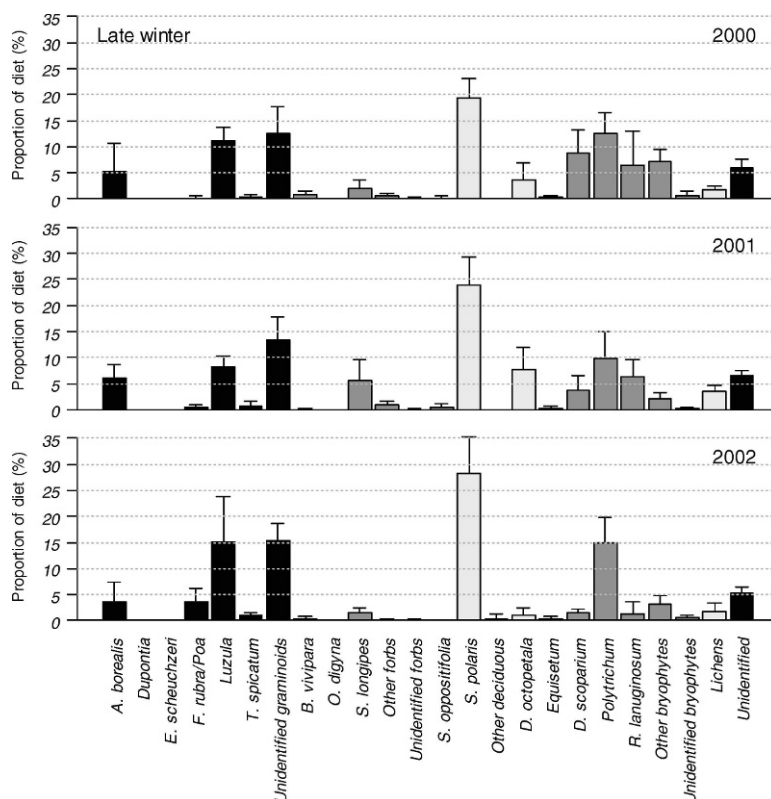 Late winter
2000
Proportion of diet (%)
35
30
25
20
15
10
5
0
2001
Proportion of diet (%)
35
30
25
20
15
10
5
0
2002
Proportion of diet (%)
35
30
25
20
15
10
5
0
A. borealis
Dupontia
E. scheuchzeri
F. rubra/Poa
Luzula
T. spicatum
Unidentified graminoids
B. vivipara
O. digyna
S. longipes
Other forbs
Unidentified forbs
S. oppositifolia
S. polaris
Other deciduous
D. octopetala
Equisetum
D. scoparium
Polytrichum
R. lanuginosum
Other bryophytes
Unidentified bryophytes
Lichens
Unidentified